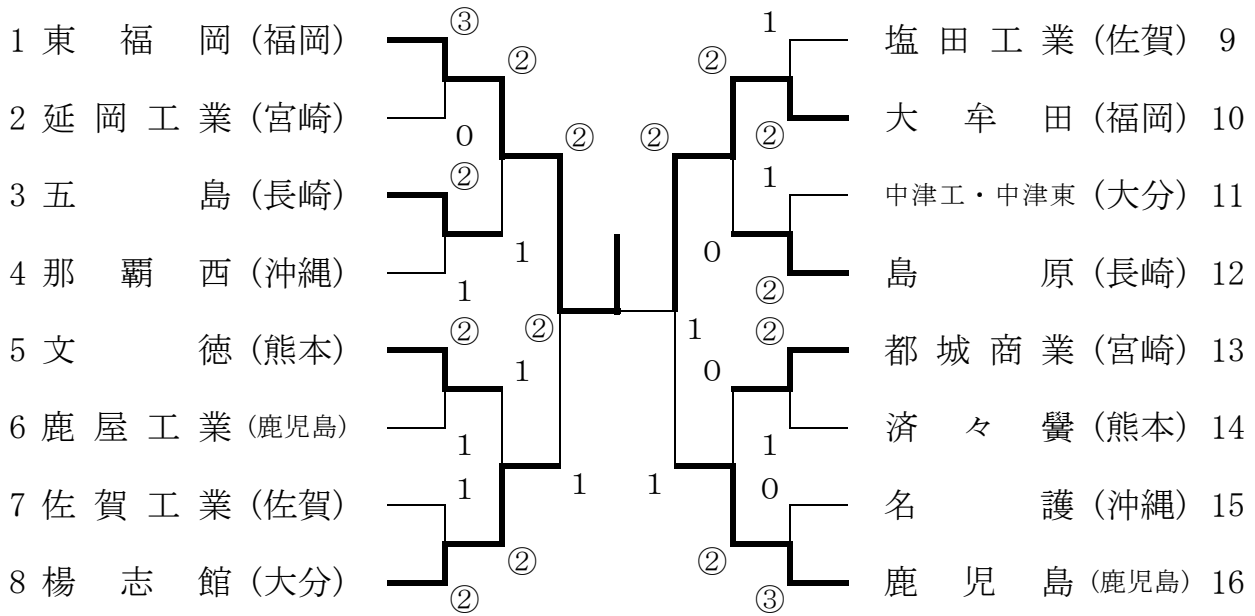 1 東福岡 (福岡)
2 延岡工業 (宮崎)
3 五島 (長崎)
4 那覇西 (沖縄)
5 文徳 (熊本)
6 鹿屋工業 (鹿児島)
7 佐賀工業 (佐賀)
8 楊志館 (大分)
③
0
②
1
②
1
1
②
②
1
1
②
②
1
②
1
②
1
1
②
②
0
0
②
1
②
1
②
②
1
0
③
塩田工業 (佐賀) 9
大牟田 (福岡) 10
中津工・中津東 (大分) 11
島原 (長崎) 12
都城商業 (宮崎) 13
済々黌 (熊本) 14
名護 (沖縄) 15
鹿児島 (鹿児島) 16